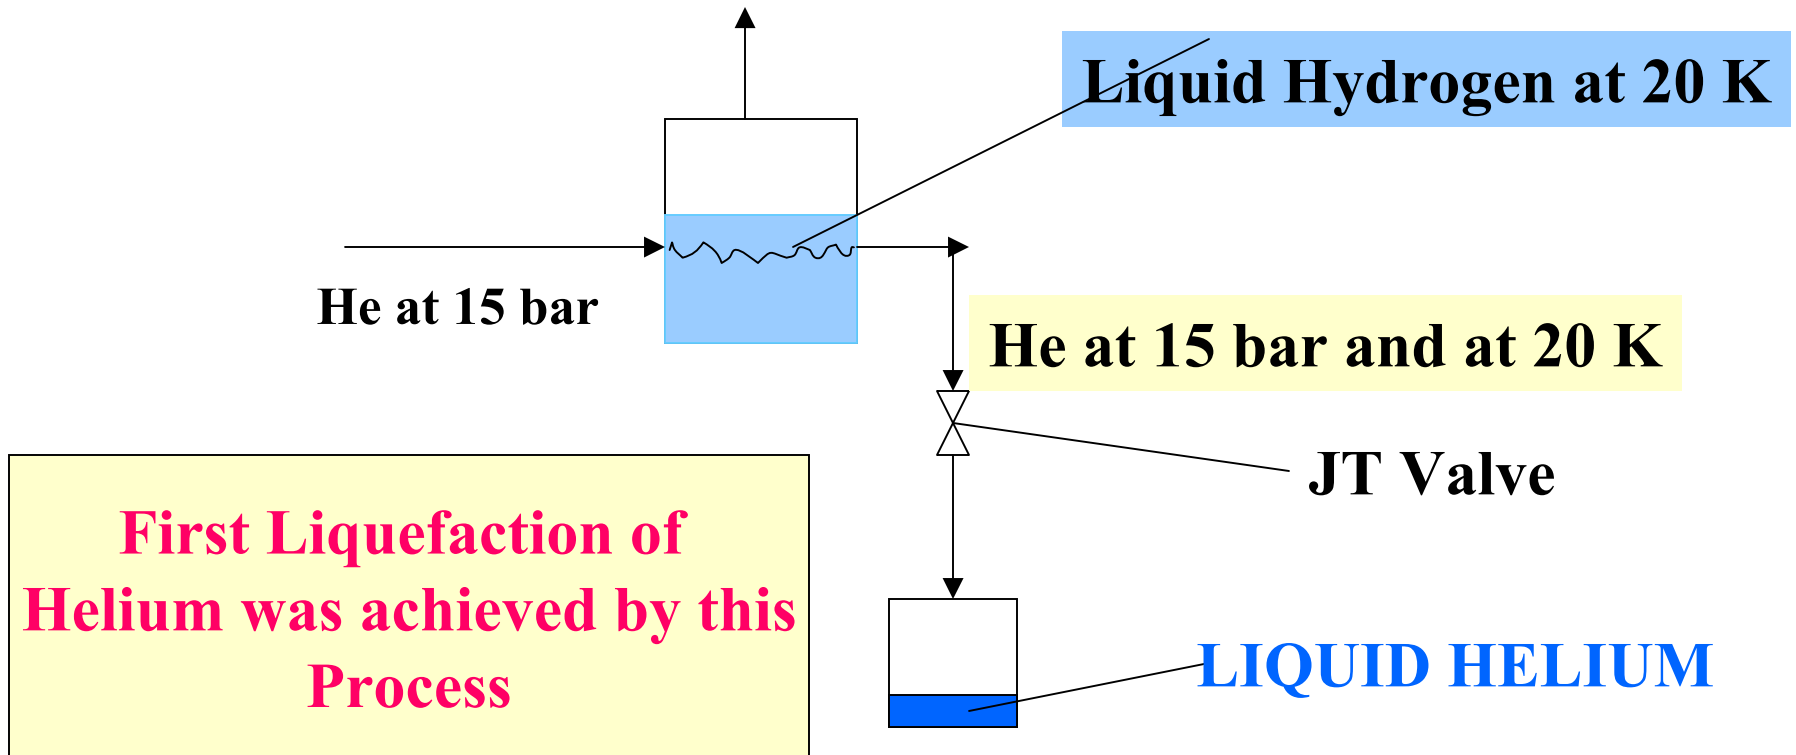 Liquid Hydrogen at 20 K
He at 15 bar
He at 15 bar and at 20 K
JT Valve
First Liquefaction of
Helium was achieved by this
Process
LIQUID HELIUM